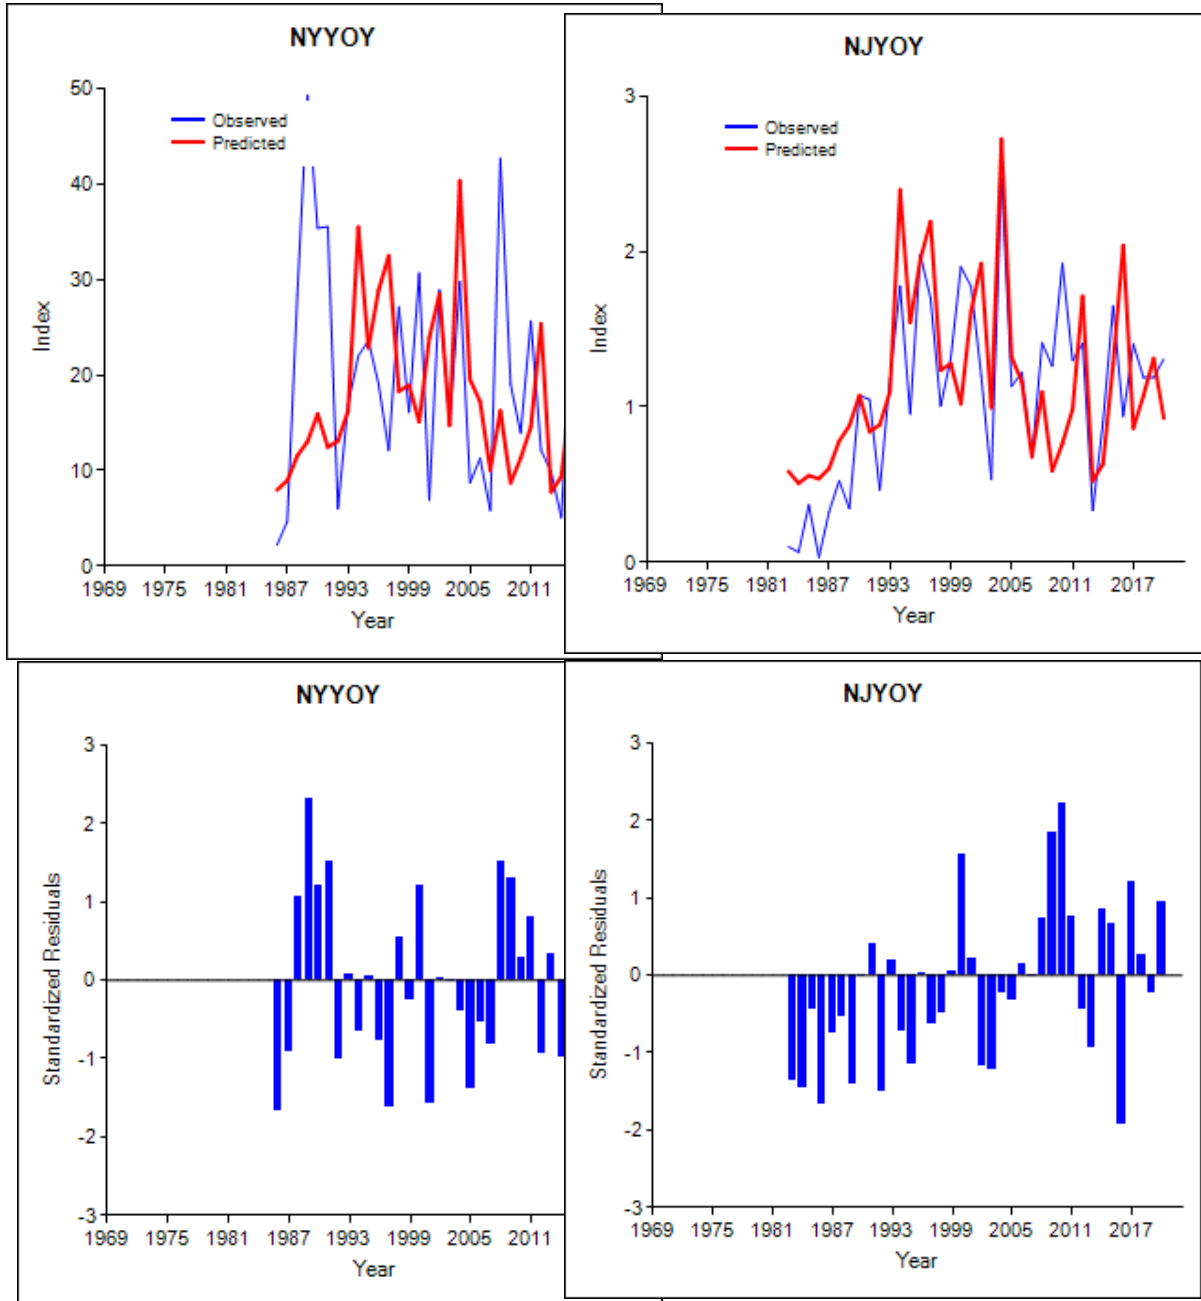 NYYOY
50
40
30
20
10
0
Index
Observed
Predicted
1969 1975 1981 1987 1993 1999 2005 2011
Year
NJYOY
3
2
1
0
Index
Observed
Predicted
1969 1975 1981 1987 1993 1999 2005 2011 2017
Year
NYYOY
3
2
1
0
-1
-2
-3
Standardized Residuals
1969 1975 1981 1987 1993 1999 2005 2011
Year
NJYOY
3
2
1
0
-1
-2
-3
Standardized Residuals
1969 1975 1981 1987 1993 1999 2005 2011 2017
Year